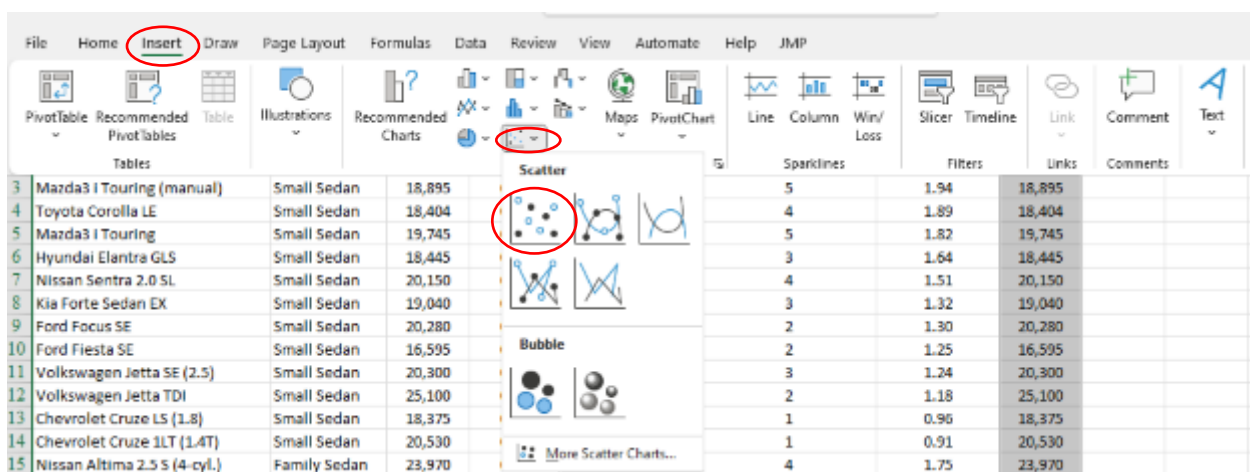 File Home Insert Draw Page Layout Formulas Data Review View Automate Help JMP
PivotTable Recommended PivotTables Table Illustrations Recommended Charts Maps PivotChart Line Column Win/Loss Slicer Timeline Link Comment Text
Tables Sparklines Filters Links Comments
Scatter
3 Mazda3 i Touring (manual) Small Sedan 18,895 5 1.94 18,895
4 Toyota Corolla LE Small Sedan 18,404 4 1.89 18,404
5 Mazda3 i Touring Small Sedan 19,745 5 1.82 19,745
6 Hyundai Elantra GLS Small Sedan 18,445 3 1.64 18,445
7 Nissan Sentra 2.0 SL Small Sedan 20,150 4 1.51 20,150
8 Kia Forte Sedan EX Small Sedan 19,040 3 1.32 19,040
9 Ford Focus SE Small Sedan 20,280 2 1.30 20,280
10 Ford Fiesta SE Small Sedan 16,595 2 1.25 16,595
Bubble
11 Volkswagen Jetta SE (2.5) Small Sedan 20,300 3 1.24 20,300
12 Volkswagen Jetta TDI Small Sedan 25,100 2 1.18 25,100
13 Chevrolet Cruze LS (1.8) Small Sedan 18,375 1 0.96 18,375
14 Chevrolet Cruze 1LT (1.4T) Small Sedan 20,530 1 0.91 20,530
More Scatter Charts...
15 Nissan Altima 2.5 S (4-cyl.) Family Sedan 23,970 4 1.75 23,970